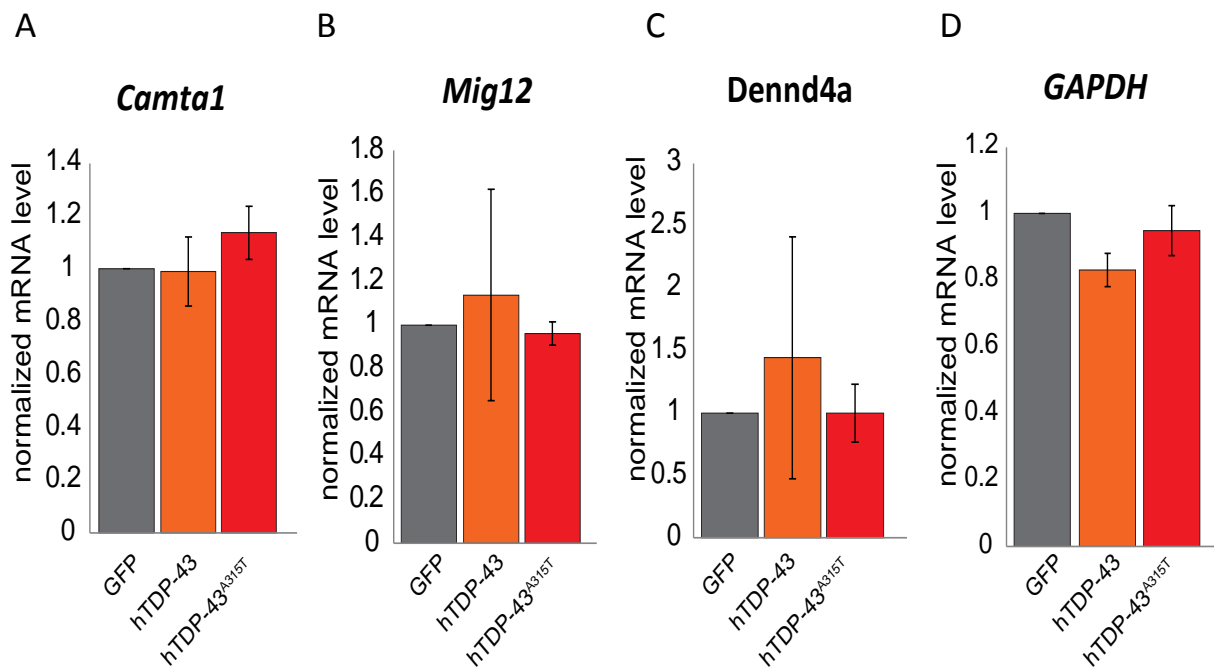 A
B
C
D
Camta1
Mig12
Dennd4a
GAPDH
normalized mRNA level
1.4
1.2
1
0.8
0.6
0.4
0.2
0
GFP
hTDP-43
hTDP-43A315T
normalized mRNA level
1.8
1.6
1.4
1.2
1
0.8
0.6
0.4
0.2
0
GFP
hTDP-43
hTDP-43A315T
normalized mRNA level
3
2.5
2
1.5
1
0.5
0
GFP
hTDP-43
hTDP-43A315T
normalized mRNA level
1.2
1
0.8
0.6
0.4
0.2
0
GFP
hTDP-43
hTDP-43A315T